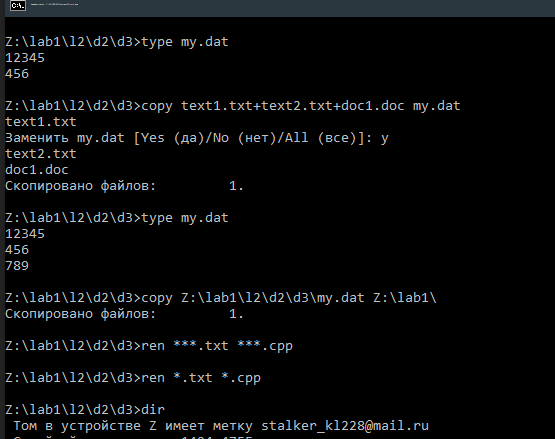 Z:\lab1\l2\d2\d3>type my.dat
12345
456
Z:\lab1\l2\d2\d3>copy text1.txt+text2.txt+doc1.doc my.dat
text1.txt
Заменить my.dat [Yes (да)/No (нет)/All (все)]: y
text2.txt
doc1.doc
Скопировано файлов:         1.
Z:\lab1\l2\d2\d3>type my.dat
12345
456
789
Z:\lab1\l2\d2\d3>copy Z:\lab1\l2\d2\d3\my.dat Z:\lab1\
Скопировано файлов:         1.
Z:\lab1\l2\d2\d3>ren ***.txt ***.cpp
Z:\lab1\l2\d2\d3>ren *.txt *.cpp
Z:\lab1\l2\d2\d3>dir
Том в устройстве Z имеет метку stalker_kl228@mail.ru